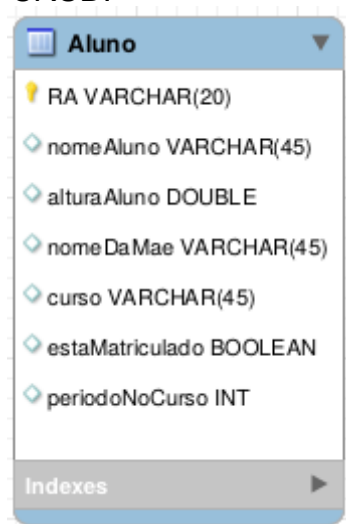 Aluno
RA VARCHAR(20)
nomeAluno VARCHAR(45)
alturaAluno DOUBLE
nomeDaMae VARCHAR(45)
curso VARCHAR(45)
estaMatriculado BOOLEAN
periodoNoCurso INT
Indexes